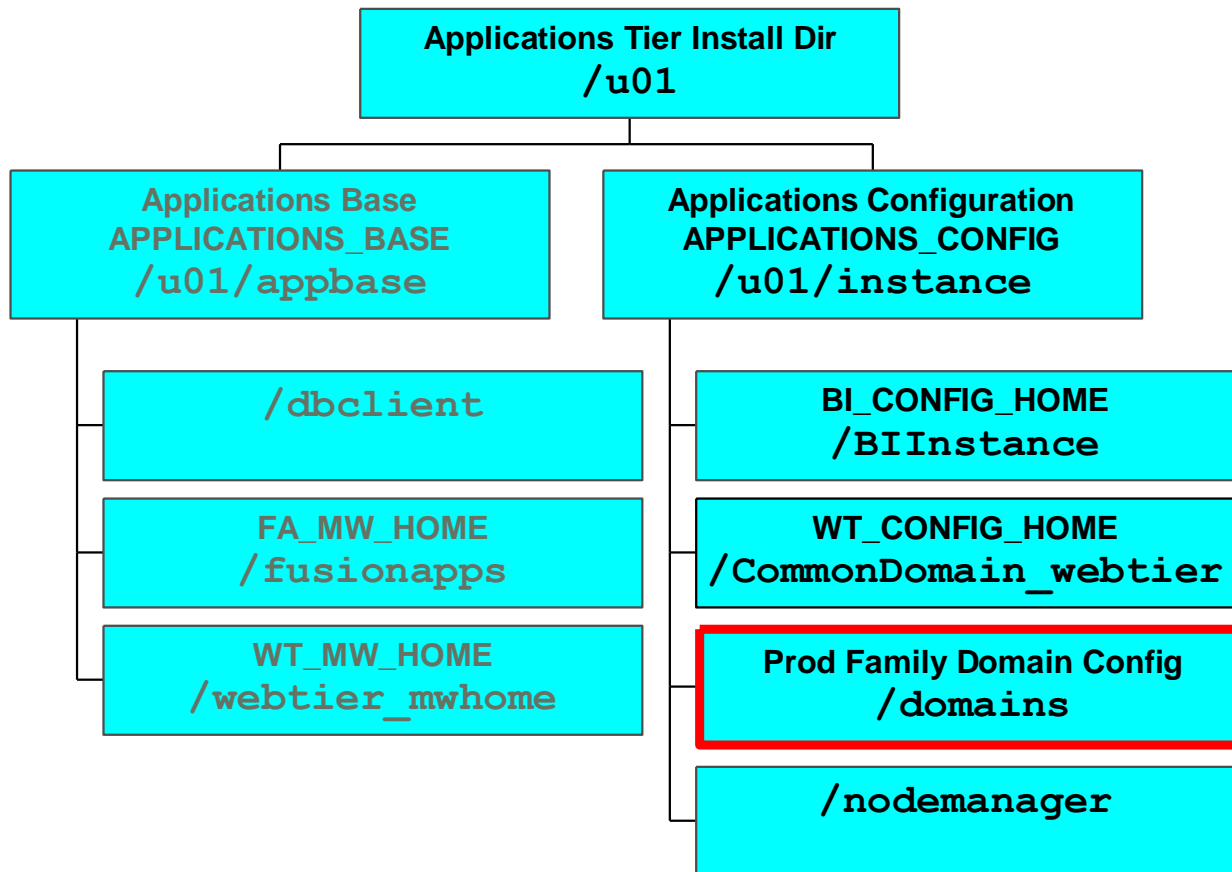 Applications Tier Install Dir
/u01
Applications Base
APPLICATIONS_BASE
/u01/appbase
Applications Configuration
APPLICATIONS_CONFIG
/u01/instance
/dbclient
FA_MW_HOME
/fusionapps
WT_MW_HOME
/webtier_mwhome
BI_CONFIG_HOME
/BIInstance
WT_CONFIG_HOME
/CommonDomain_webtier
Prod Family Domain Config
/domains
/nodemanager